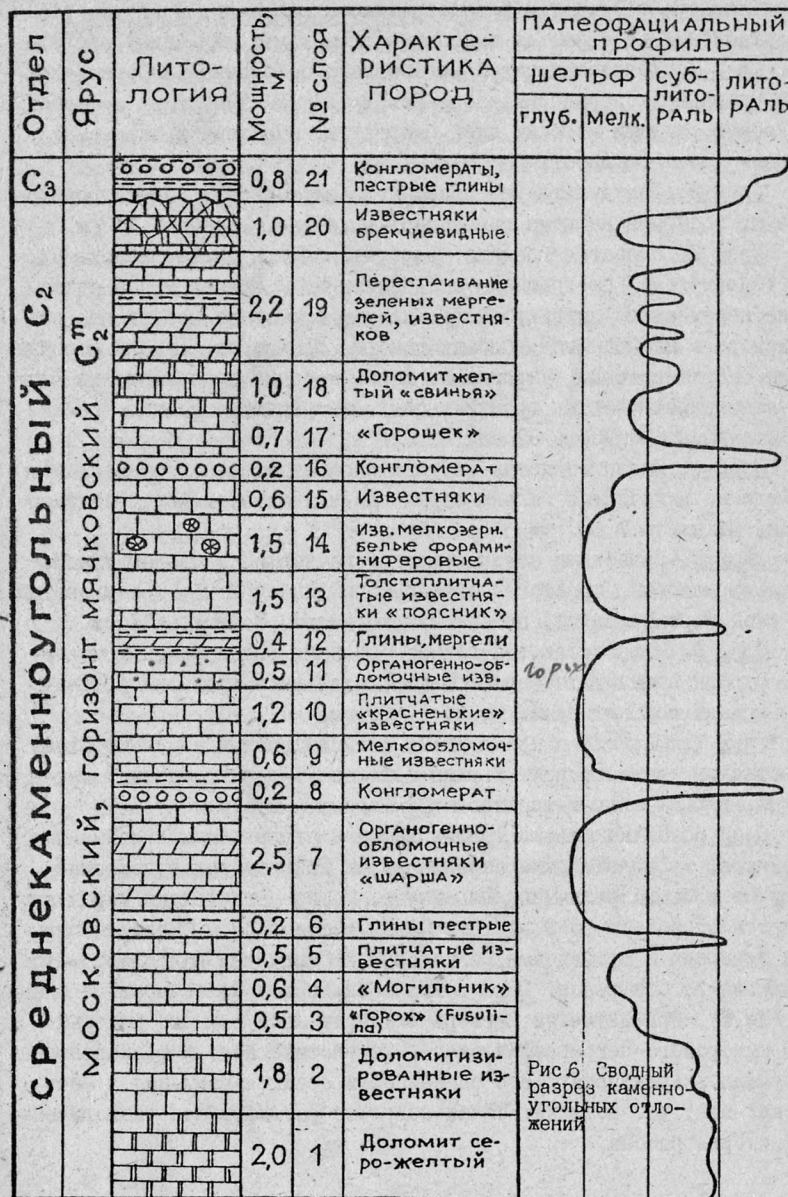 Отдел
Ярус
Лито-
логия
Мощность, м
№ слоя
Характе-
ристика
пород
Палеофациальный
профиль
шельф
суб-
лито-
раль
лито-
раль
глуб.
мелк.
С₃
Среднекаменноугольный С₂
Московский, горизонт мячковский С₂ᵐ
0,8 21 Конгломераты,
пестрые глины
1,0 20 Известняки
брекчиевидные
2,2 19 Переслаивание
зеленых мерге-
лей, известня-
ков
1,0 18 Доломит жел-
тый «свинья»
0,7 17 «Горошек»
0,2 16 Конгломерат
0,6 15 Известняки
1,5 14 Изв. мелкозерн.
белые форами-
ниферовые
1,5 13 Толстоплитча-
тые известня-
ки «поясник»
0,4 12 Глины, мергели
0,5 11 Органогенно-об-
ломочные изв.
горох
1,2 10 Плитчатые
«красненькие»
известняки
0,6 9 Мелкообломоч-
ные известняки
0,2 8 Конгломерат
2,5 7 Органогенно-
обломочные
известняки
«шарша»
0,2 6 Глины пестрые
0,5 5 Плитчатые из-
вестняки
0,6 4 «Могильник»
0,5 3 «Горох» (Fusuli-
na)
1,8 2 Доломитизи-
рованные из-
вестняки
2,0 1 Доломит се-
ро-желтый
Рис.6 Сводный
разрез каменно-
угольных отло-
жений